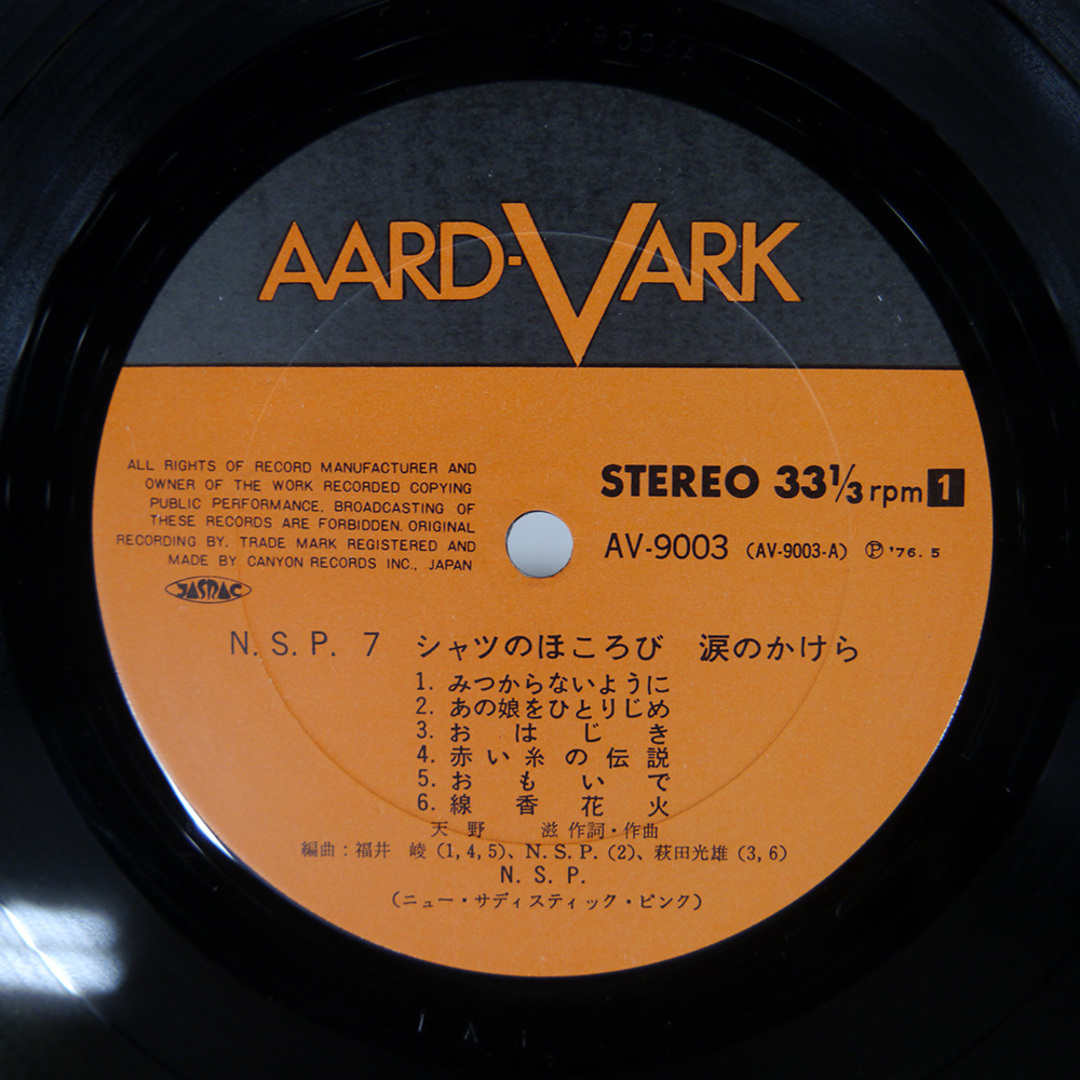 AV-9003A
AARD-VARK
ALL RIGHTS OF RECORD MANUFACTURER AND
OWNER OF THE WORK RECORDED COPYING
PUBLIC PERFORMANCE, BROADCASTING OF
THESE RECORDS ARE FORBIDDEN. ORIGINAL
RECORDING BY, TRADE MARK REGISTERED AND
MADE BY CANYON RECORDS INC., JAPAN
JASRAC
STEREO 33⅓ rpm 1
AV-9003 (AV-9003-A) Ⓟ '76. 5
N. S. P. 7 シャツのほころび 涙のかけら
1. みつからないように
2. あの娘をひとりじめ
3. おはじき
4. 赤い糸の伝説
5. おもいで
6. 線香花火
天野 滋 作詞・作曲
編曲：福井 崚 (1, 4, 5)、N. S. P. (2)、萩田光雄 (3, 6)
N. S. P.
(ニュー・サディスティック・ピンク)